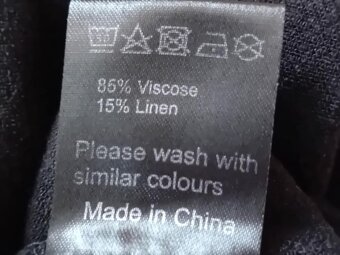 85% Viscose
15% Linen
Please wash with
similar colours
Made in China